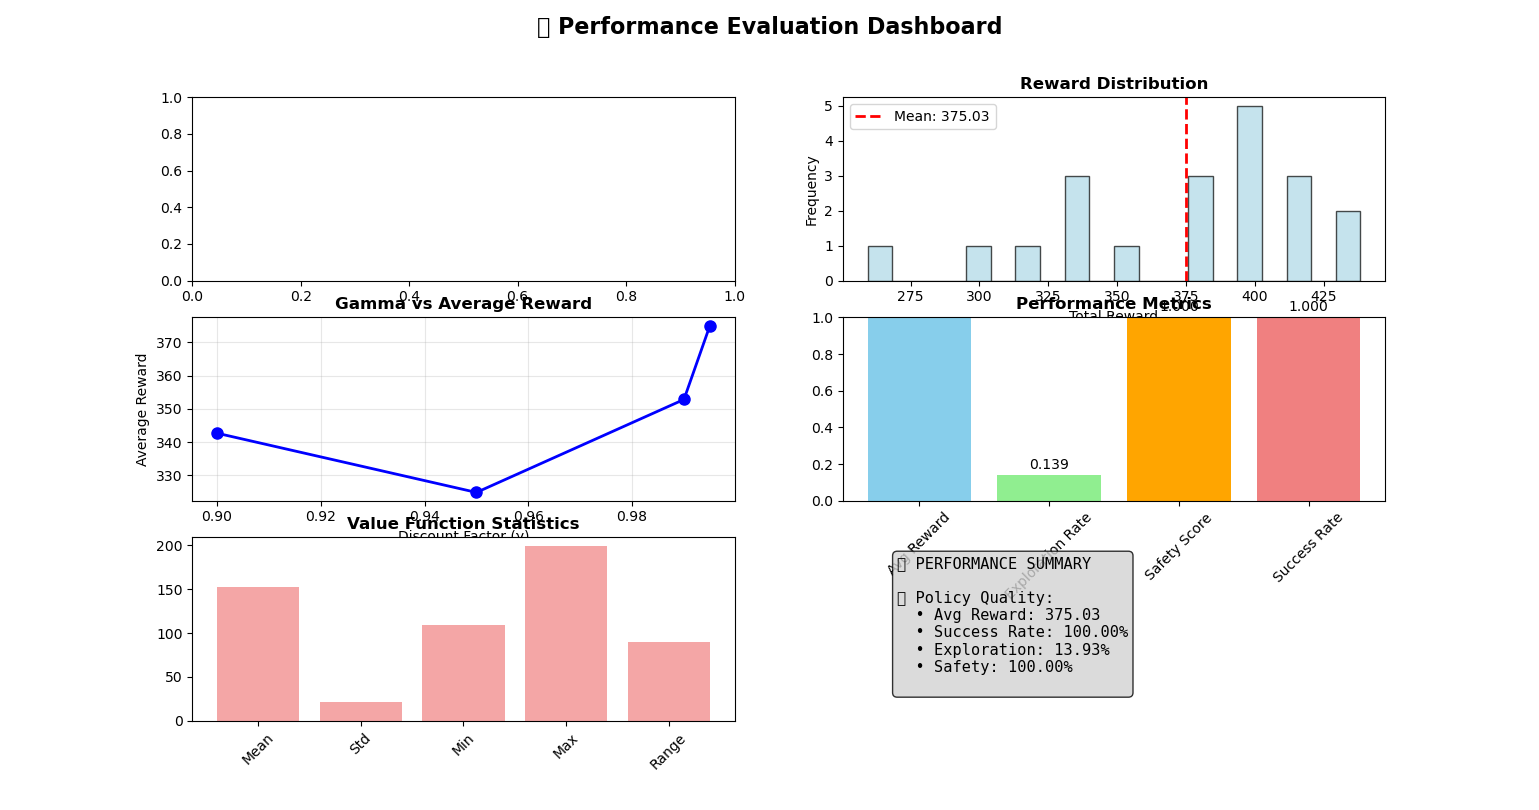 Performance Evaluation Dashboard
1.0
0.8
0.6
0.4
0.2
0.0
0.0 0.2 0.4 0.6 0.8 1.0
Reward Distribution
Mean: 375.03
Frequency
5
4
3
2
1
0
275 300 325 350 375 400 425
Total Reward
Gamma vs Average Reward
Average Reward
370
360
350
340
330
0.90 0.92 0.94 0.96 0.98
Discount Factor (γ)
Performance Metrics
1.000 1.000
1.0
0.8
0.6
0.4
0.2
0.0
0.139
Avg Reward
Exploration Rate
Safety Score
Success Rate
Value Function Statistics
200
150
100
50
0
Mean
Std
Min
Max
Range
PERFORMANCE SUMMARY
Policy Quality:
• Avg Reward: 375.03
• Success Rate: 100.00%
• Exploration: 13.93%
• Safety: 100.00%